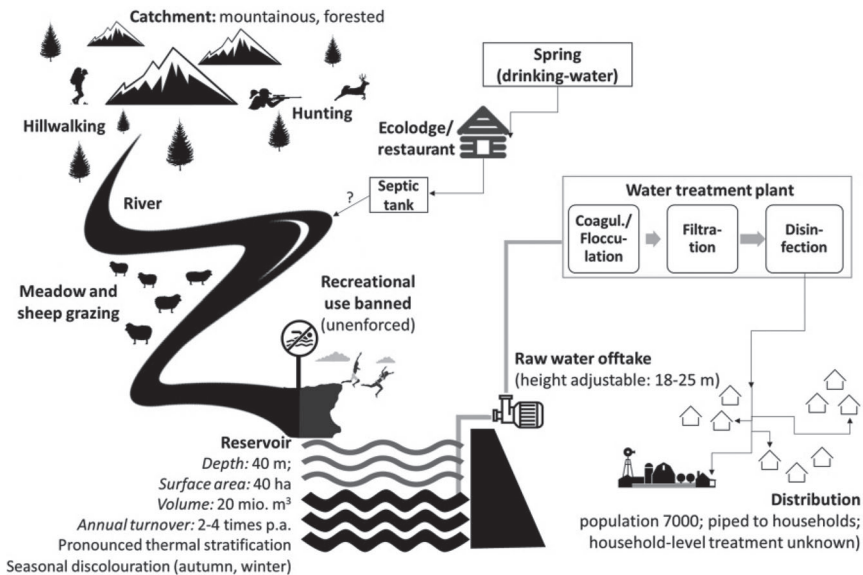 Catchment: mountainous, forested
Spring
(drinking-water)
Hunting
Hillwalking
Ecolodge/
restaurant
River
?
Septic
tank
Water treatment plant
Coagul./
Floccu-
lation
Filtra-
tion
Disin-
fection
Meadow and
sheep grazing
Recreational
use banned
(unenforced)
Raw water offtake
(height adjustable: 18-25 m)
Reservoir
Depth: 40 m;
Surface area: 40 ha
Volume: 20 mio. m³
Annual turnover: 2-4 times p.a.
Pronounced thermal stratification
Seasonal discolouration (autumn, winter)
Distribution
population 7000; piped to households;
household-level treatment unknown)